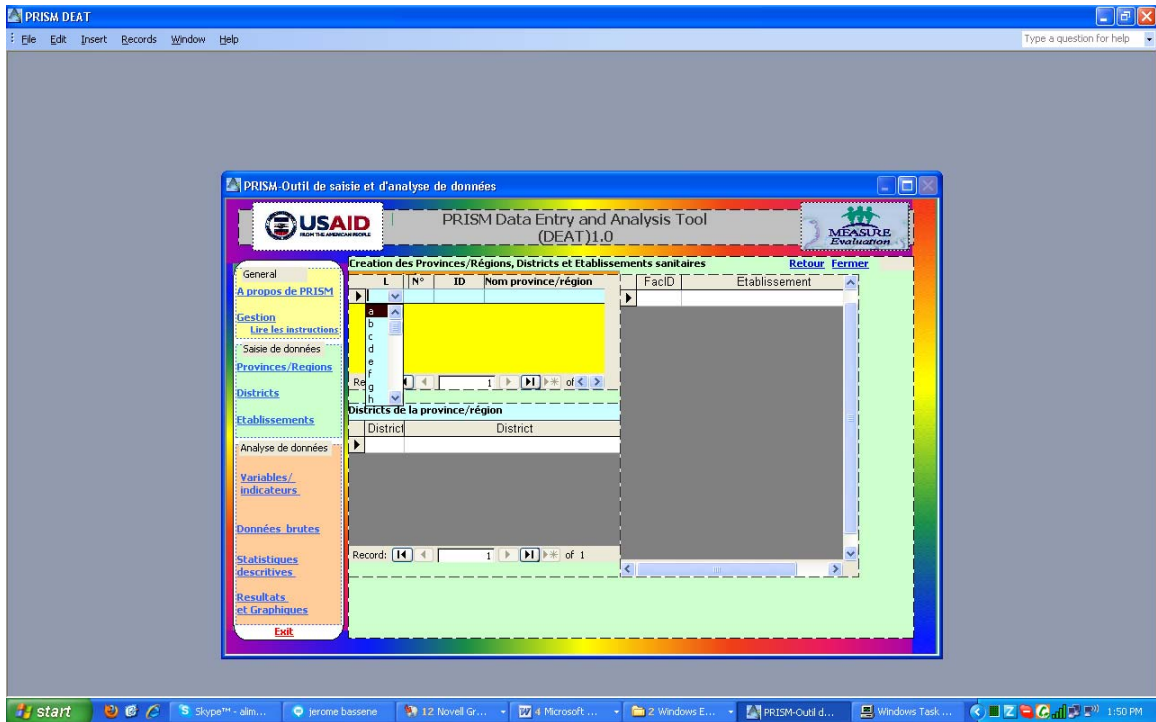 PRISM DEAT
File Edit Insert Records Window Help
Type a question for help
PRISM-Outil de saisie et d'analyse de données
USAID
FROM THE AMERICAN PEOPLE
PRISM Data Entry and Analysis Tool
(DEAT)1.0
MEASURE
Evaluation
General
A propos de PRISM
Gestion
Lire les instructions
Saisie de données
Provinces/Regions
Districts
Etablissements
Analyse de données
Variables/
indicateurs
Données brutes
Statistiques
descritives
Resultats
et Graphiques
Exit
Creation des Provinces/Régions, Districts et Etablissements sanitaires
Retour Fermer
L N° ID Nom province/région
a
b
c
d
e
f
g
h
Re 1 of
Districts de la province/région
District District
Record: 1 of 1
FacID Etablissement
start
Skype™ - alim...
jerome bassene
12 Novell Gr...
4 Microsoft ...
2 Windows E...
PRISM-Outil d...
Windows Task ...
1:50 PM